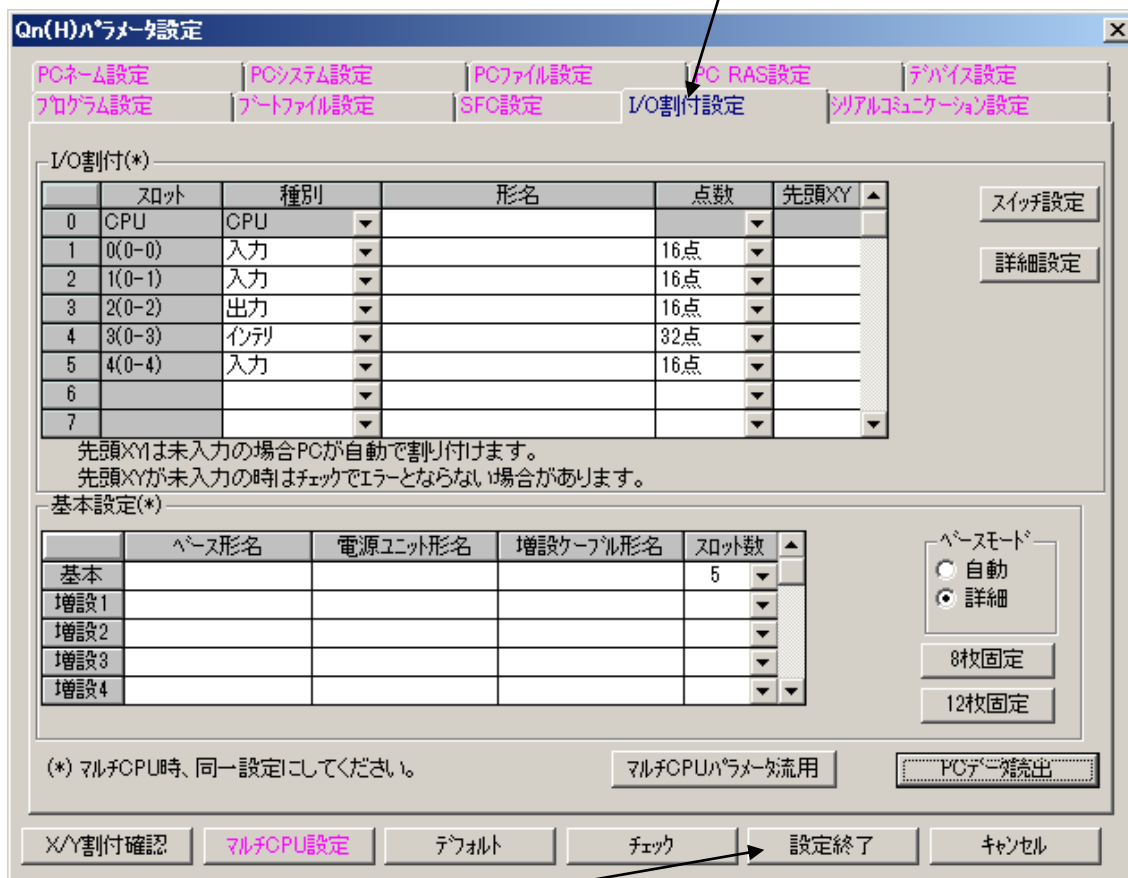 Qn(H)パラメータ設定
PCネーム設定 PCシステム設定 PCファイル設定 PC RAS設定 デバイス設定
プログラム設定 ブートファイル設定 SFC設定 I/O割付設定 シリアルコミュニケーション設定
I/O割付(*)
スロット 種別 形名 点数 先頭XY
0 CPU CPU
1 0(0-0) 入力 16点
2 1(0-1) 入力 16点
3 2(0-2) 出力 16点
4 3(0-3) インテリ 32点
5 4(0-4) 入力 16点
6
7
スイッチ設定
詳細設定
先頭XYは未入力の場合PCが自動で割り付けます。
先頭XYが未入力の時はチェックでエラーとならない場合があります。
基本設定(*)
ベース形名 電源ユニット形名 増設ケーブル形名 スロット数
基本 5
増設1
増設2
増設3
増設4
ベースモード
自動
詳細
8枚固定
12枚固定
(*) マルチCPU時、同一設定にしてください。
マルチCPUパラメータ流用 PCデータ読出
X/Y割付確認 マルチCPU設定 デフォルト チェック 設定終了 キャンセル